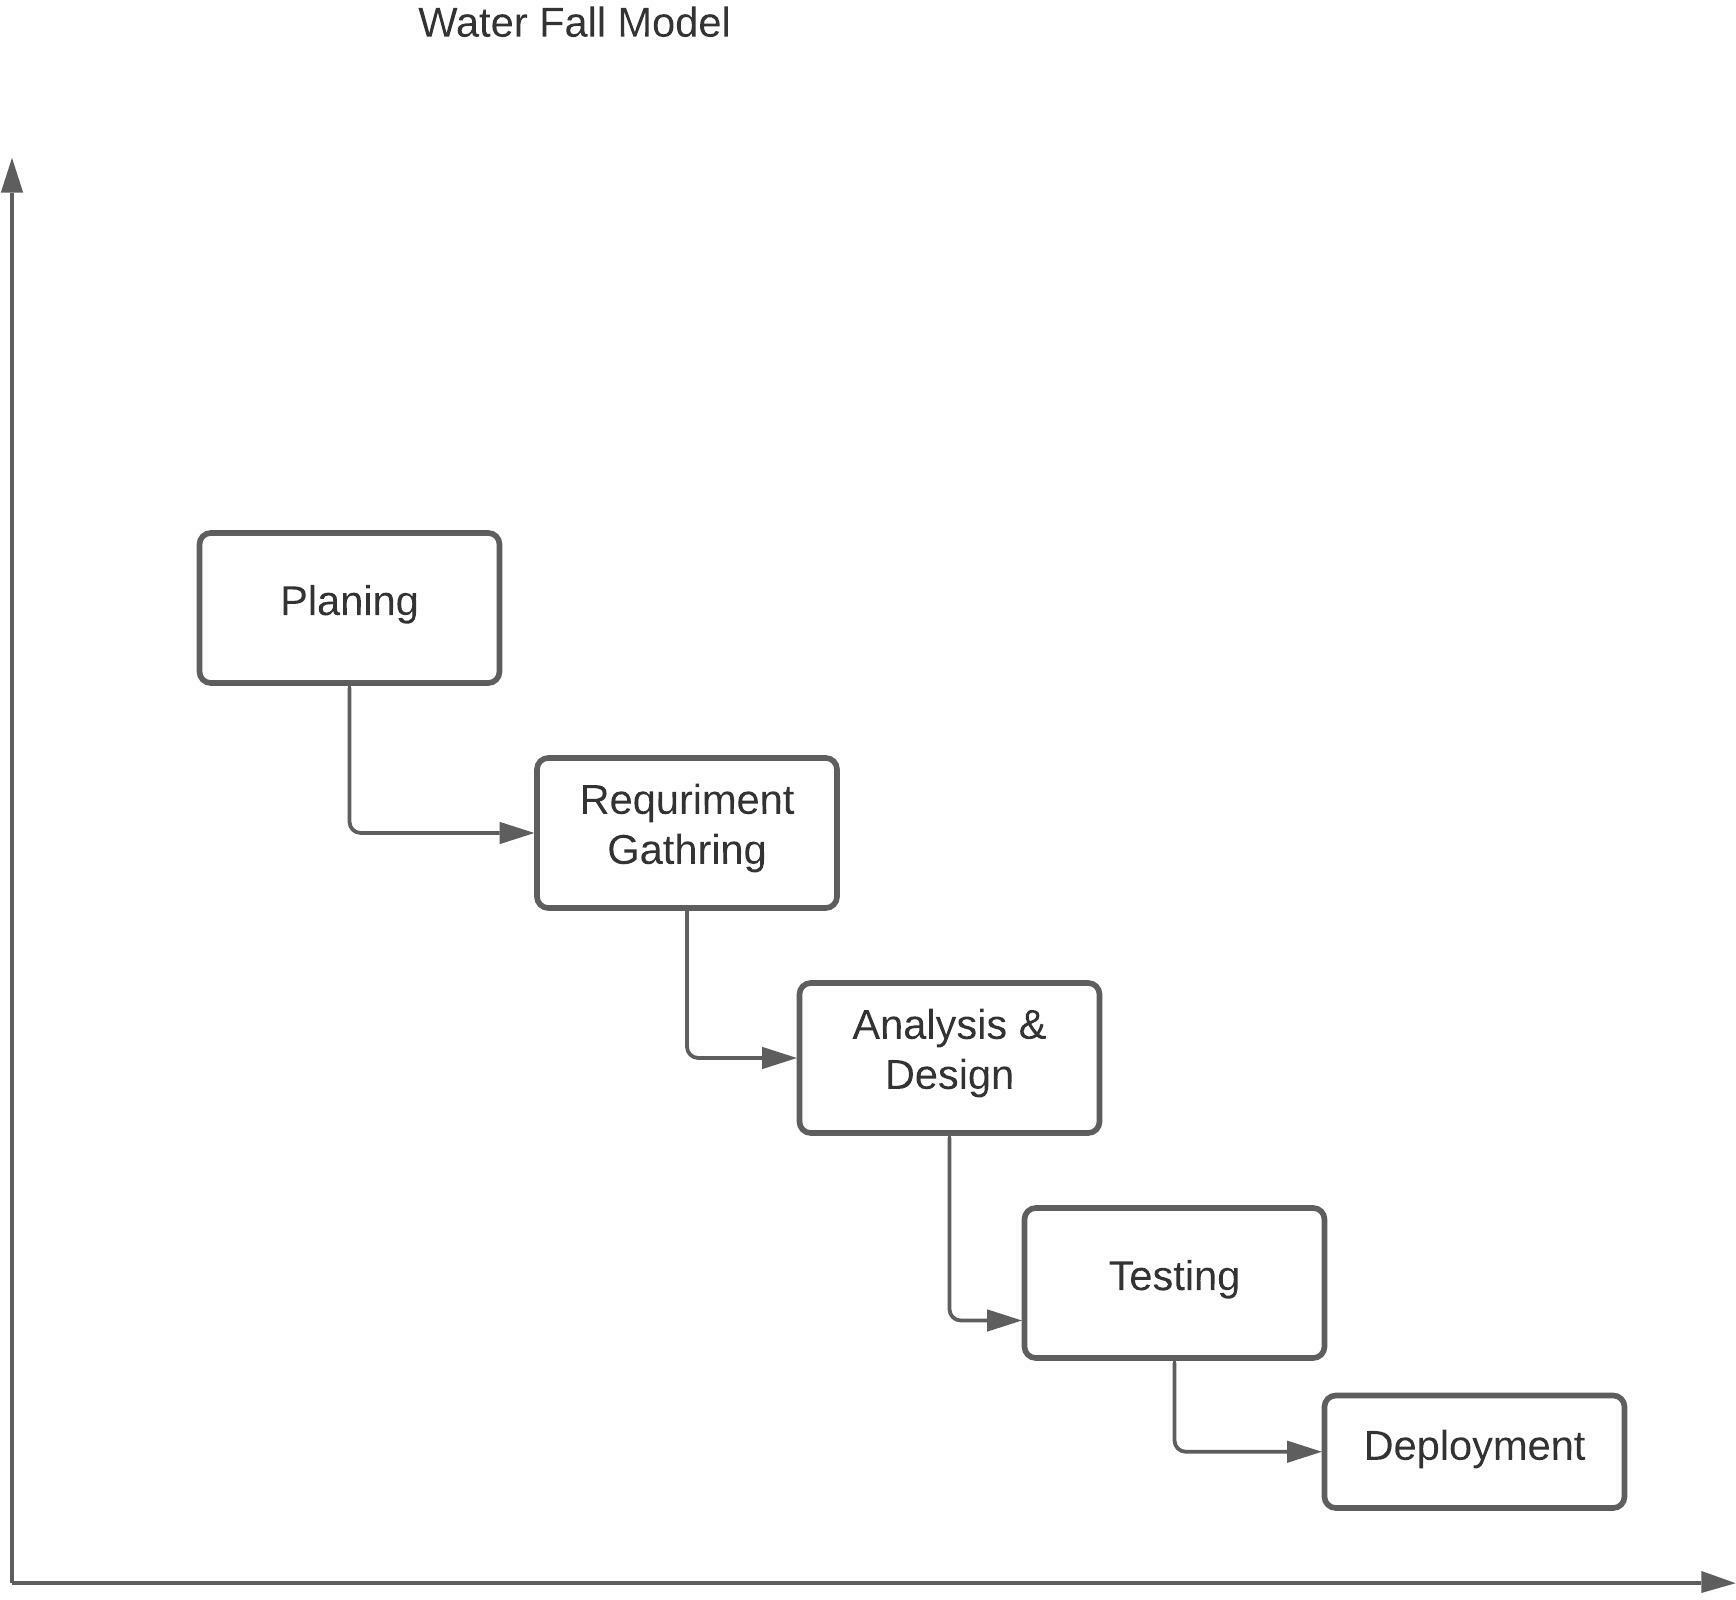 Water Fall Model
Planing
Requriment
Gathring
Analysis &
Design
Testing
Deployment